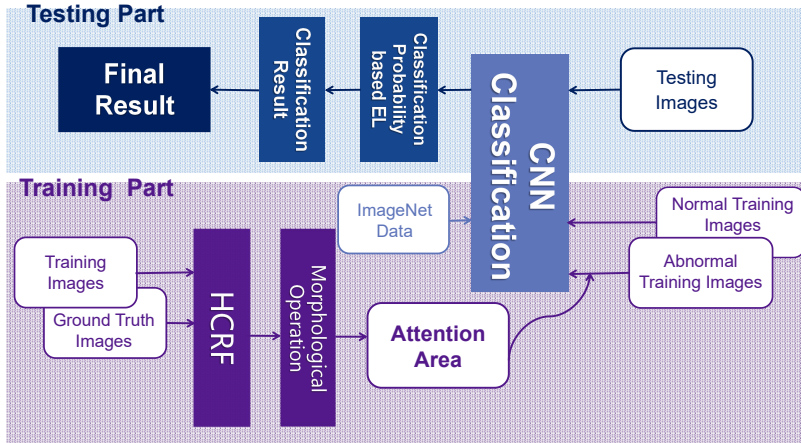 Testing Part
Final
Result
Classification
Result
Classification
Probability
based EL
CNN
Classification
Testing
Images
Training  Part
ImageNet
Data
Normal Training
Images
Abnormal
Training Images
Training
Images
Ground Truth
Images
HCRF
Morphological
Operation
Attention
Area